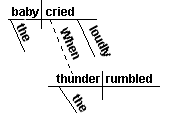 baby cried
the When loudly
thunder rumbled
the